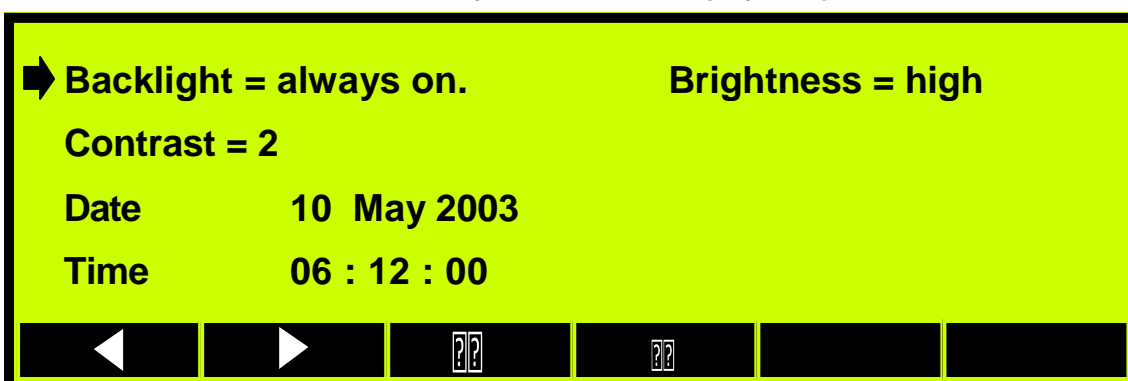 Backlight = always on. Brightness = high
Contrast = 2
Date 10 May 2003
Time 06 : 12 : 00